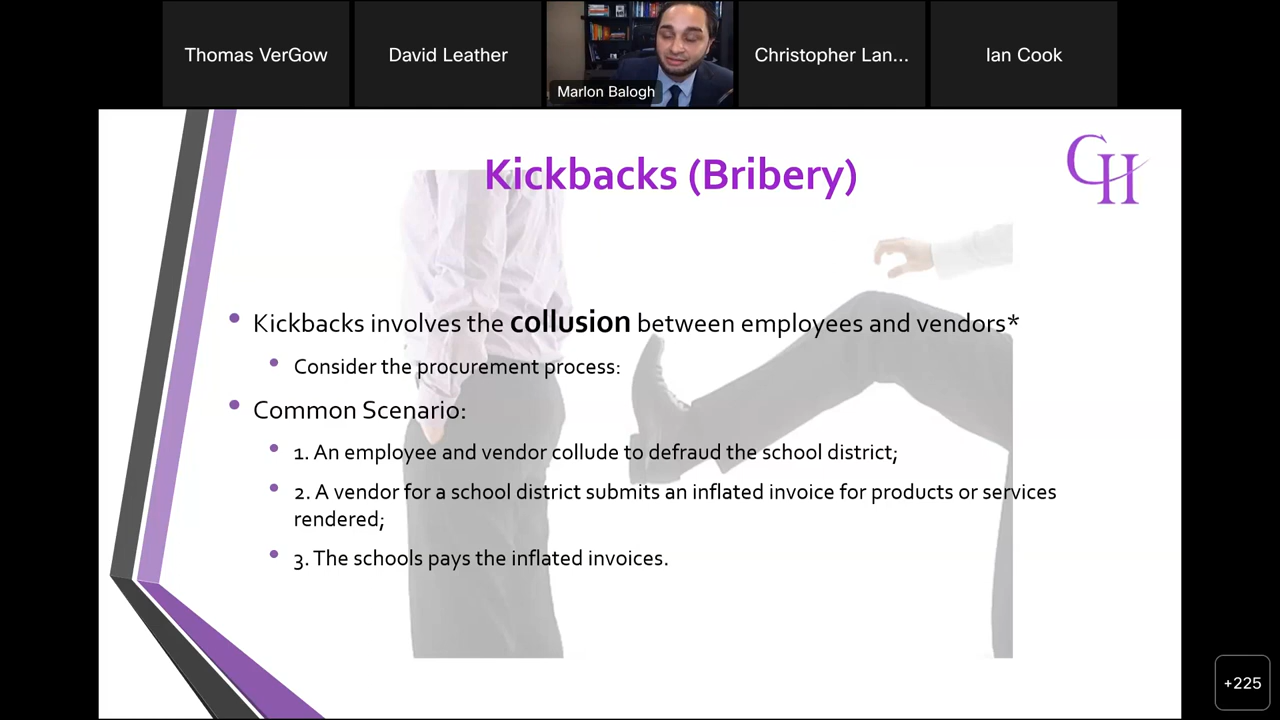 Thomas VerGow
David Leather
Marlon Balogh
Christopher Lan...
Ian Cook
Kickbacks (Bribery)
CH
• Kickbacks involves the collusion between employees and vendors*
• Consider the procurement process:
• Common Scenario:
• 1. An employee and vendor collude to defraud the school district;
• 2. A vendor for a school district submits an inflated invoice for products or services
rendered;
• 3. The schools pays the inflated invoices.
+225